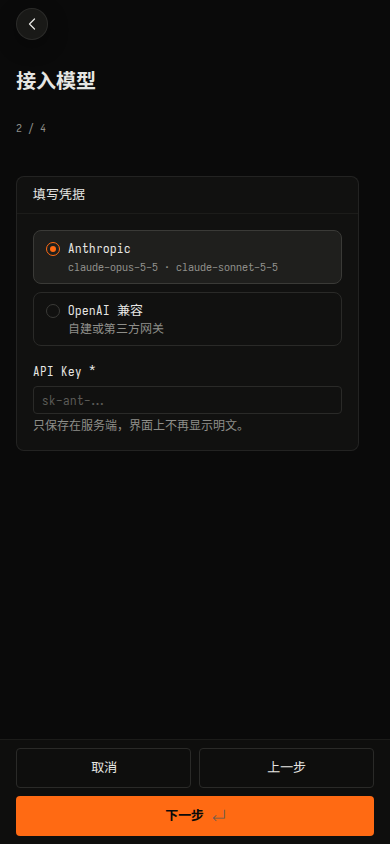 接入模型
2 / 4
填写凭据
Anthropic
claude-opus-5-5 · claude-sonnet-5-5
OpenAI 兼容
自建或第三方网关
API Key *
sk-ant-...
只保存在服务端，界面上不再显示明文。
取消
上一步
下一步